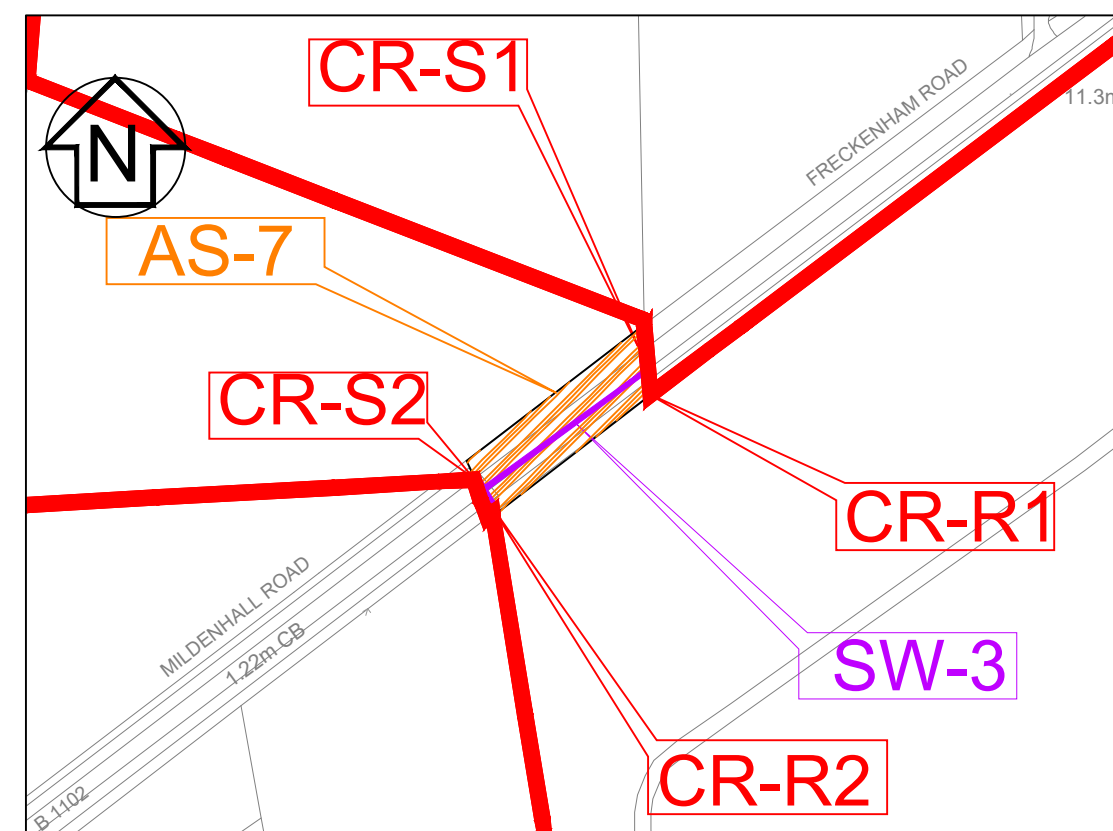 CR-S1
FRECKENHAM ROAD
11.3m
N
AS-7
CR-S2
CR-R1
MILDENHALL ROAD
1.22m CB
SW-3
CR-R2
B 1102